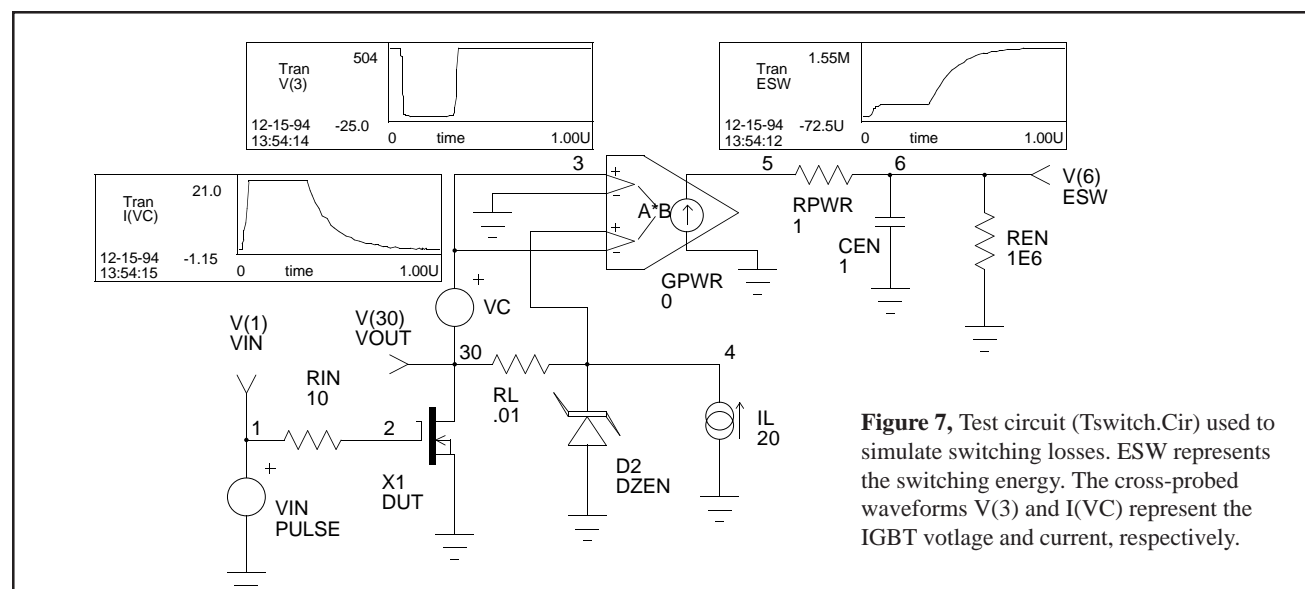 Tran
V(3)
504
12-15-94 -25.0
13:54:14
0 time 1.00U
Tran
ESW
1.55M
12-15-94 -72.5U
13:54:12
0 time 1.00U
Tran
I(VC)
21.0
12-15-94 -1.15
13:54:15
0 time 1.00U
3
+
−
+
−
A*B
GPWR
0
5
RPWR
1
6
CEN
1
REN
1E6
V(6)
ESW
+
VC
V(1)
VIN
V(30)
VOUT
30
RIN
10
1
2
+
VIN
PULSE
X1
DUT
RL
.01
D2
DZEN
4
IL
20
Figure 7, Test circuit (Tswitch.Cir) used to
simulate switching losses. ESW represents
the switching energy. The cross-probed
waveforms V(3) and I(VC) represent the
IGBT votlage and current, respectively.